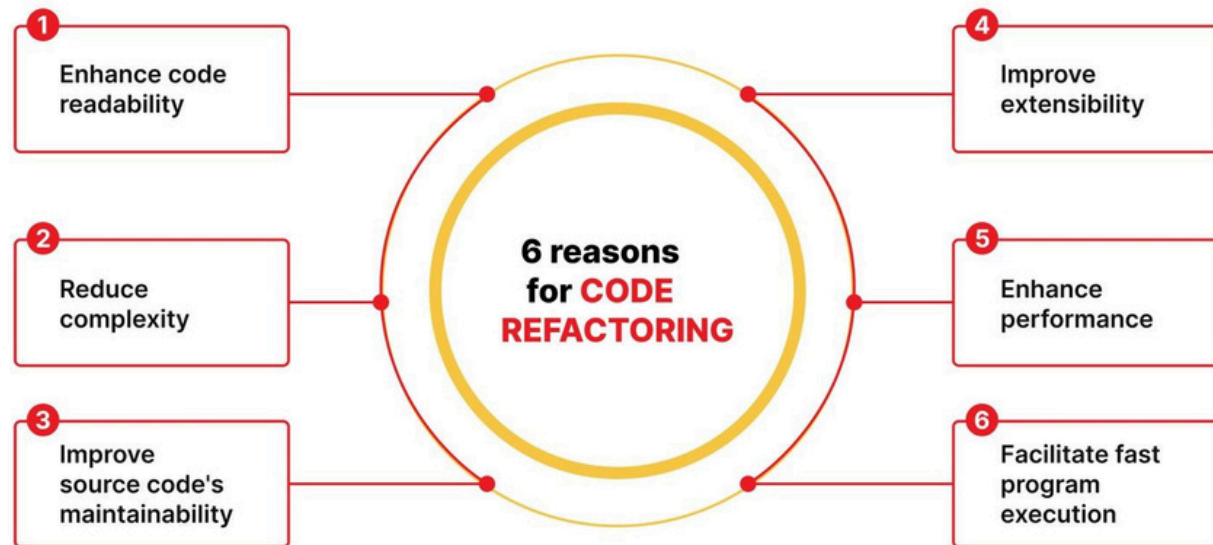 1
Enhance code
readability
2
Reduce
complexity
3
Improve
source code's
maintainability
6 reasons
for CODE
REFACTORING
4
Improve
extensibility
5
Enhance
performance
6
Facilitate fast
program
execution